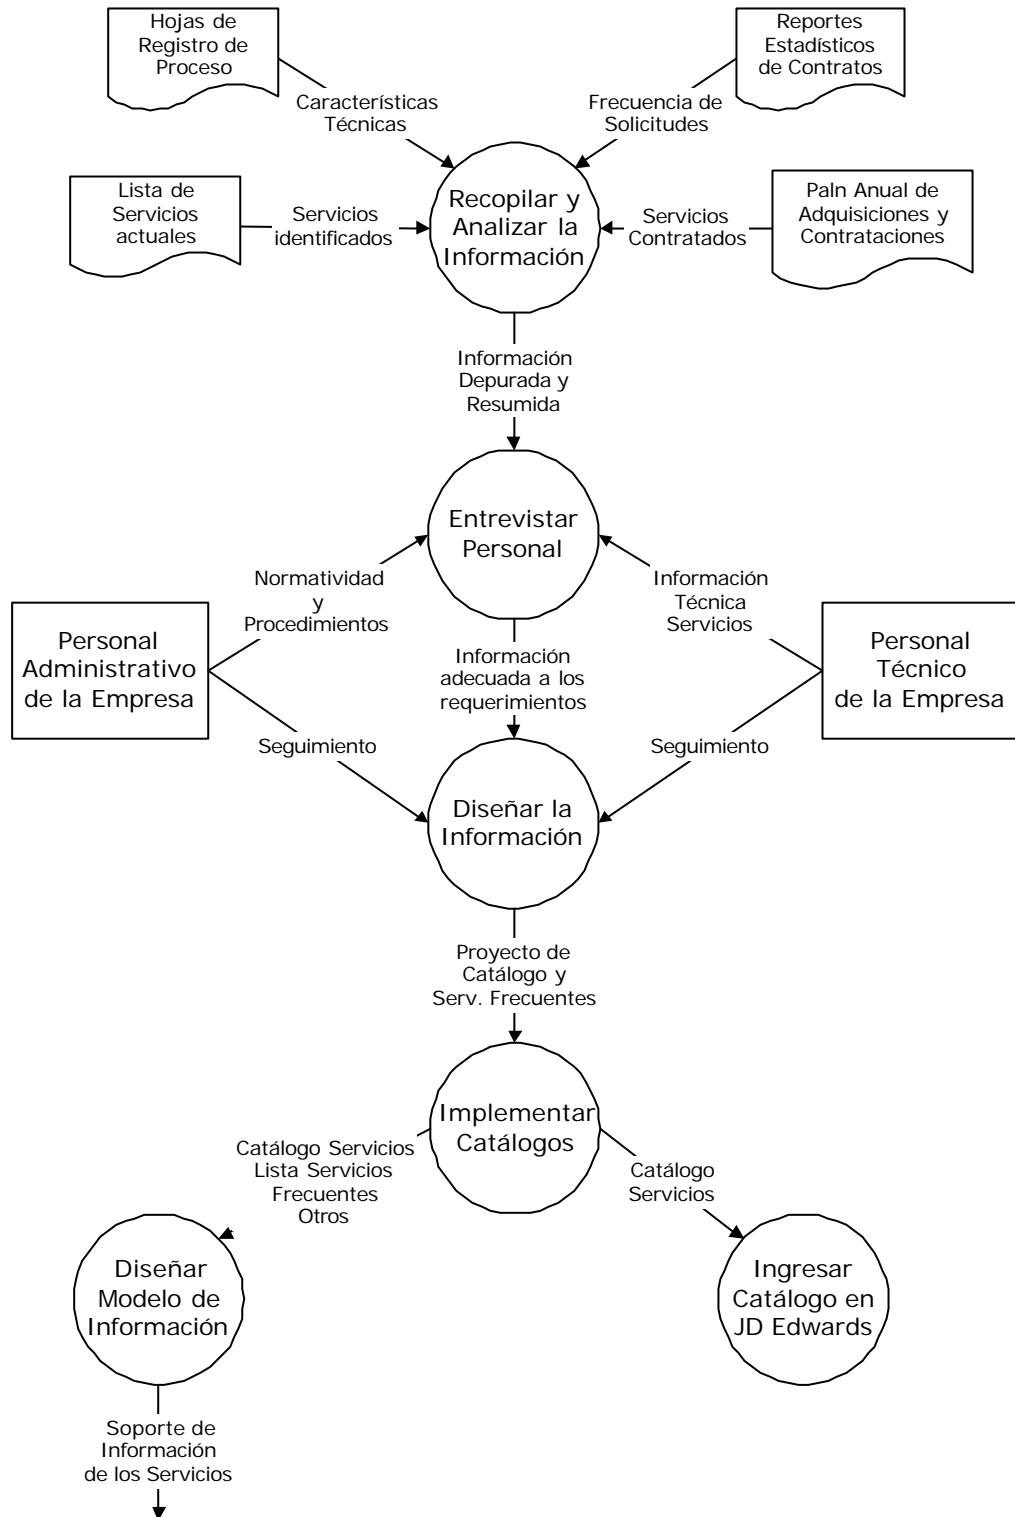 Hojas de
Registro de
Proceso
Reportes
Estadísticos
de Contratos
Características
Técnicas
Frecuencia de
Solicitudes
Lista de
Servicios
actuales
Servicios
identificados
Recopilar y
Analizar la
Información
Servicios
Contratados
Paln Anual de
Adquisiciones y
Contrataciones
Información
Depurada y
Resumida
Entrevistar
Personal
Normatividad
y
Procedimientos
Información
Técnica
Servicios
Personal
Administrativo
de la Empresa
Información
adecuada a los
requerimientos
Personal
Técnico
de la Empresa
Seguimiento
Seguimiento
Diseñar la
Información
Proyecto de
Catálogo y
Serv. Frecuentes
Implementar
Catálogos
Catálogo Servicios
Lista Servicios
Frecuentes
Otros
Catálogo
Servicios
Diseñar
Modelo de
Información
Ingresar
Catálogo en
JD Edwards
Soporte de
Información
de los Servicios